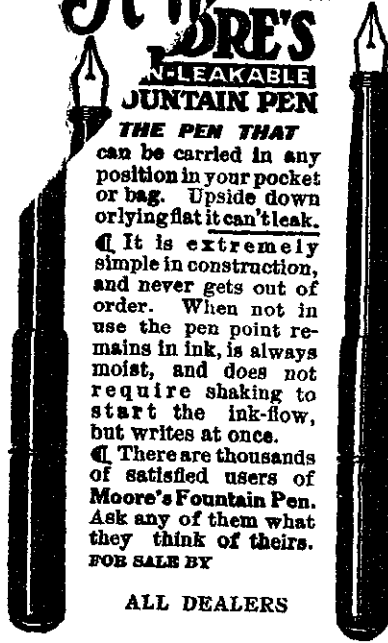 ORE'S
N-LEAKABLE
OUNTAIN PEN
THE PEN THAT
can be carried in any
position in your pocket
or bag. Upside down
or lying flat it can't leak.
¶ It is extremely
simple in construction,
and never gets out of
order. When not in
use the pen point re-
mains in ink, is always
moist, and does not
require shaking to
start the ink-flow,
but writes at once.
¶ There are thousands
of satisfied users of
Moore's Fountain Pen.
Ask any of them what
they think of theirs.
FOR SALE BY
ALL DEALERS